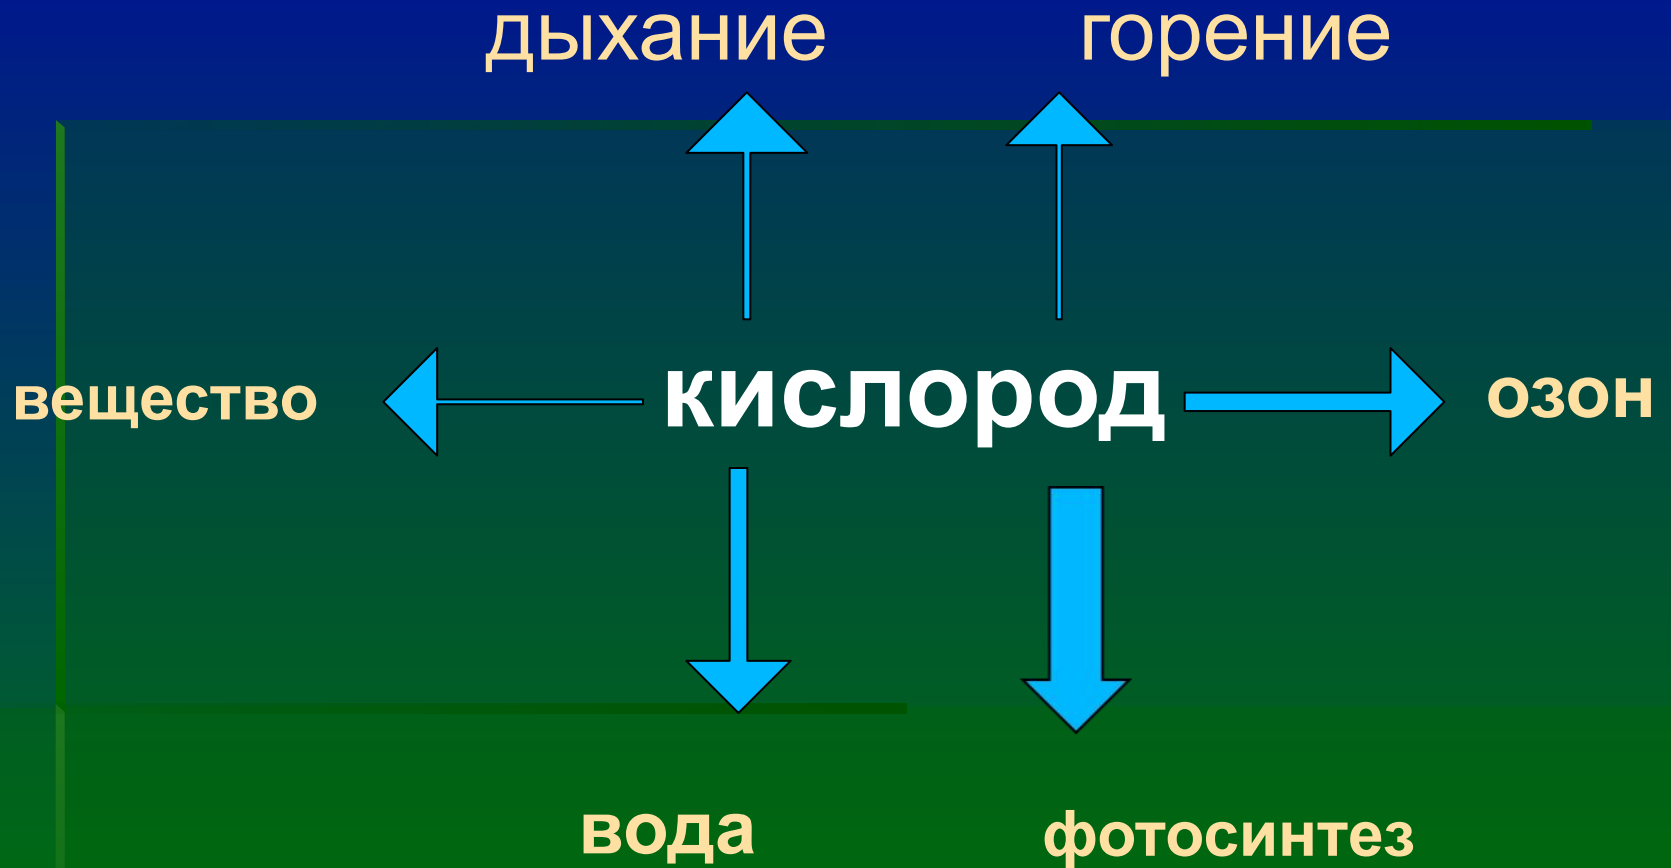 дыхание горение
вещество кислород озон
вода фотосинтез